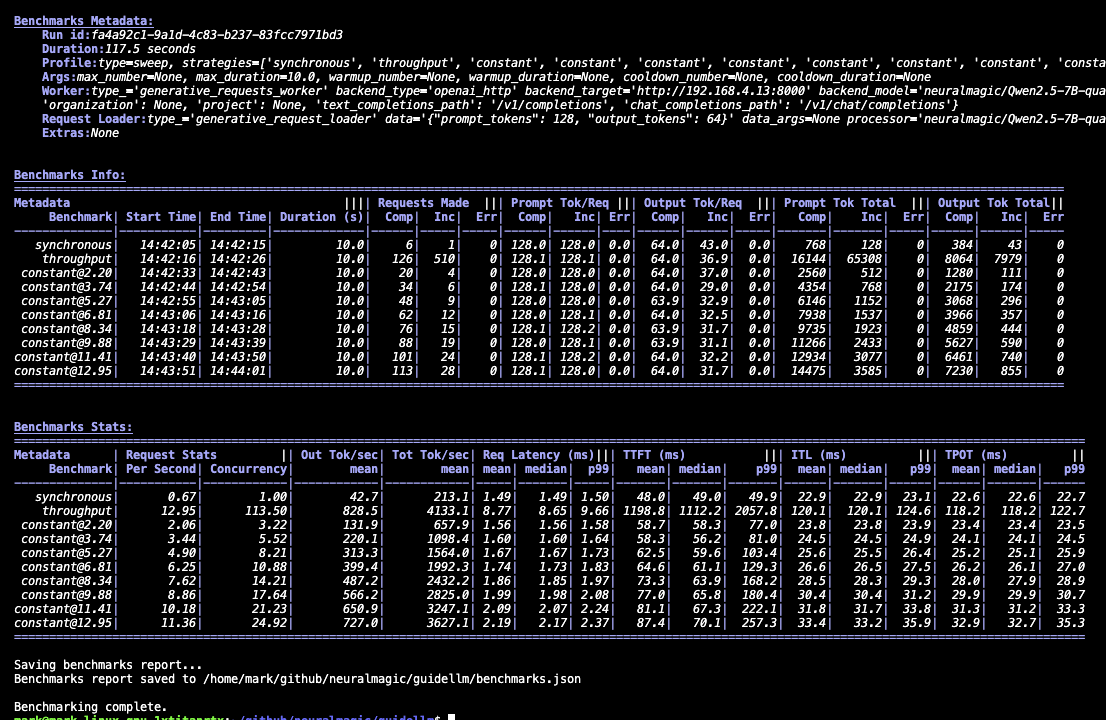 Benchmarks Metadata:
Run id:fa4a92c1-9a1d-4c83-b237-83fcc7971bd3
Duration:117.5 seconds
Profile:type=sweep, strategies=['synchronous', 'throughput', 'constant', 'constant', 'constant', 'constant', 'constant', 'constant', 'constant', 'consta
Args:max_number=None, max_duration=10.0, warmup_number=None, warmup_duration=None, cooldown_number=None, cooldown_duration=None
Worker:type_='generative_requests_worker' backend_type='openai_http' backend_target='http://192.168.4.13:8000' backend_model='neuralmagic/Qwen2.5-7B-qua
'organization': None, 'project': None, 'text_completions_path': '/v1/completions', 'chat_completions_path': '/v1/chat/completions'}
Request Loader:type_='generative_request_loader' data='{"prompt_tokens": 128, "output_tokens": 64}' data_args=None processor='neuralmagic/Qwen2.5-7B-qua
Extras:None
Benchmarks Info:
Metadata |||| Requests Made ||| Prompt Tok/Req ||| Output Tok/Req ||| Prompt Tok Total ||| Output Tok Total||
Benchmark| Start Time| End Time| Duration (s)| Comp| Inc| Err| Comp| Inc| Err| Comp| Inc| Err| Comp| Inc| Err| Comp| Inc| Err
synchronous| 14:42:05| 14:42:15| 10.0| 6| 1| 0| 128.0| 128.0| 0.0| 64.0| 43.0| 0.0| 768| 128| 0| 384| 43| 0
throughput| 14:42:16| 14:42:26| 10.0| 126| 510| 0| 128.1| 128.1| 0.0| 64.0| 36.9| 0.0| 16144| 65308| 0| 8064| 7979| 0
constant@2.20| 14:42:33| 14:42:43| 10.0| 20| 4| 0| 128.0| 128.0| 0.0| 64.0| 37.0| 0.0| 2560| 512| 0| 1280| 111| 0
constant@3.74| 14:42:44| 14:42:54| 10.0| 34| 6| 0| 128.1| 128.0| 0.0| 64.0| 29.0| 0.0| 4354| 768| 0| 2175| 174| 0
constant@5.27| 14:42:55| 14:43:05| 10.0| 48| 9| 0| 128.0| 128.0| 0.0| 63.9| 32.9| 0.0| 6146| 1152| 0| 3068| 296| 0
constant@6.81| 14:43:06| 14:43:16| 10.0| 62| 12| 0| 128.0| 128.1| 0.0| 64.0| 32.5| 0.0| 7938| 1537| 0| 3966| 357| 0
constant@8.34| 14:43:18| 14:43:28| 10.0| 76| 15| 0| 128.1| 128.2| 0.0| 63.9| 31.7| 0.0| 9735| 1923| 0| 4859| 444| 0
constant@9.88| 14:43:29| 14:43:39| 10.0| 88| 19| 0| 128.0| 128.1| 0.0| 63.9| 31.1| 0.0| 11266| 2433| 0| 5627| 590| 0
constant@11.41| 14:43:40| 14:43:50| 10.0| 101| 24| 0| 128.1| 128.2| 0.0| 64.0| 32.2| 0.0| 12934| 3077| 0| 6461| 740| 0
constant@12.95| 14:43:51| 14:44:01| 10.0| 113| 28| 0| 128.1| 128.0| 0.0| 64.0| 31.7| 0.0| 14475| 3585| 0| 7230| 855| 0
Benchmarks Stats:
Metadata | Request Stats || Out Tok/sec| Tot Tok/sec| Req Latency (ms)||| TTFT (ms) ||| ITL (ms) ||| TPOT (ms) ||
Benchmark| Per Second| Concurrency| mean| mean| mean| median| p99| mean| median| p99| mean| median| p99| mean| median| p99
synchronous| 0.67| 1.00| 42.7| 213.1| 1.49| 1.49| 1.50| 48.0| 49.0| 49.9| 22.9| 22.9| 23.1| 22.6| 22.6| 22.7
throughput| 12.95| 113.50| 828.5| 4133.1| 8.77| 8.65| 9.66| 1198.8| 1112.2| 2057.8| 120.1| 120.1| 124.6| 118.2| 118.2| 122.7
constant@2.20| 2.06| 3.22| 131.9| 657.9| 1.56| 1.56| 1.58| 58.7| 58.3| 77.0| 23.8| 23.8| 23.9| 23.4| 23.4| 23.5
constant@3.74| 3.44| 5.52| 220.1| 1098.4| 1.60| 1.60| 1.64| 58.3| 56.2| 81.0| 24.5| 24.5| 24.9| 24.1| 24.1| 24.5
constant@5.27| 4.90| 8.21| 313.3| 1564.0| 1.67| 1.67| 1.73| 62.5| 59.6| 103.4| 25.6| 25.5| 26.4| 25.2| 25.1| 25.9
constant@6.81| 6.25| 10.88| 399.4| 1992.3| 1.74| 1.73| 1.83| 64.6| 61.1| 129.3| 26.6| 26.5| 27.5| 26.2| 26.1| 27.0
constant@8.34| 7.62| 14.21| 487.2| 2432.2| 1.86| 1.85| 1.97| 73.3| 63.9| 168.2| 28.5| 28.3| 29.3| 28.0| 27.9| 28.9
constant@9.88| 8.86| 17.64| 566.2| 2825.0| 1.99| 1.98| 2.08| 77.0| 65.8| 180.4| 30.4| 30.4| 31.2| 29.9| 29.9| 30.7
constant@11.41| 10.18| 21.23| 650.9| 3247.1| 2.09| 2.07| 2.24| 81.1| 67.3| 222.1| 31.8| 31.7| 33.8| 31.3| 31.2| 33.3
constant@12.95| 11.36| 24.92| 727.0| 3627.1| 2.19| 2.17| 2.37| 87.4| 70.1| 257.3| 33.4| 33.2| 35.9| 32.9| 32.7| 35.3
Saving benchmarks report...
Benchmarks report saved to /home/mark/github/neuralmagic/guidellm/benchmarks.json
Benchmarking complete.